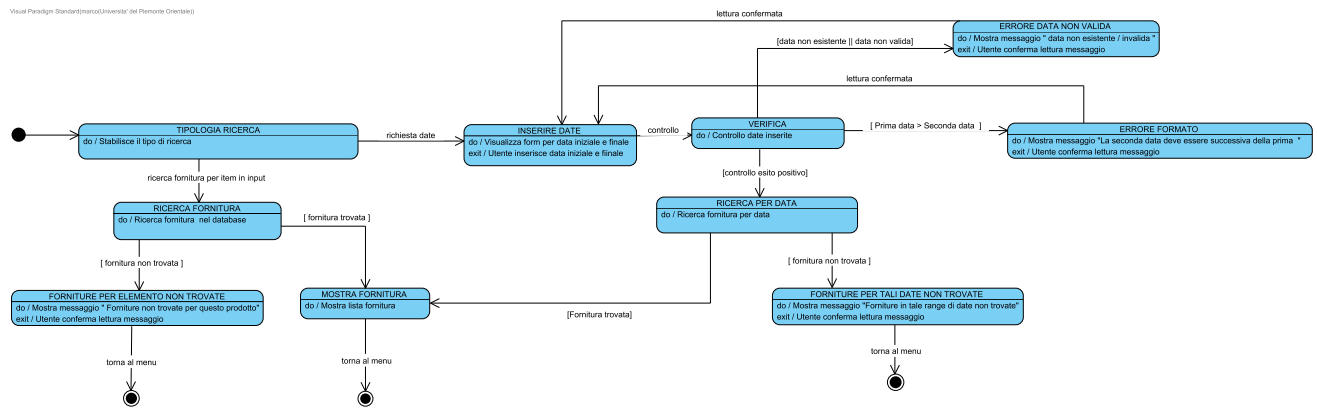 Visual Paradigm Standard(marco(Universita' del Piemonte Orientale))
lettura confermata
ERRORE DATA NON VALIDA
do / Mostra messaggio " data non esistente / invalida "
exit / Utente conferma lettura messaggio
[data non esistente || data non valida]
lettura confermata
TIPOLOGIA RICERCA
do / Stabilisce il tipo di ricerca
richiesta date
INSERIRE DATE
do / Visualizza form per data iniziale e finale
exit / Utente inserisce data iniziale e fiinale
controllo
VERIFICA
do / Controllo date inserite
[ Prima data > Seconda data ]
ERRORE FORMATO
do / Mostra messaggio "La seconda data deve essere successiva della prima "
exit / Utente conferma lettura messaggio
ricerca fornitura per item in input
[controllo esito positivo]
RICERCA FORNITURA
do / Ricerca fornitura nel database
[ fornitura trovata ]
RICERCA PER DATA
do / Ricerca fornitura per data
[ fornitura non trovata ]
[ fornitura non trovata ]
FORNITURE PER ELEMENTO NON TROVATE
do / Mostra messaggio " Forniture non trovate per questo prodotto"
exit / Utente conferma lettura messaggio
MOSTRA FORNITURA
do / Mostra lista fornitura
[Fornitura trovata]
FORNITURE PER TALI DATE NON TROVATE
do / Mostra messaggio "Forniture in tale range di date non trovate"
exit / Utente conferma lettura messaggio
torna al menu
torna al menu
torna al menu